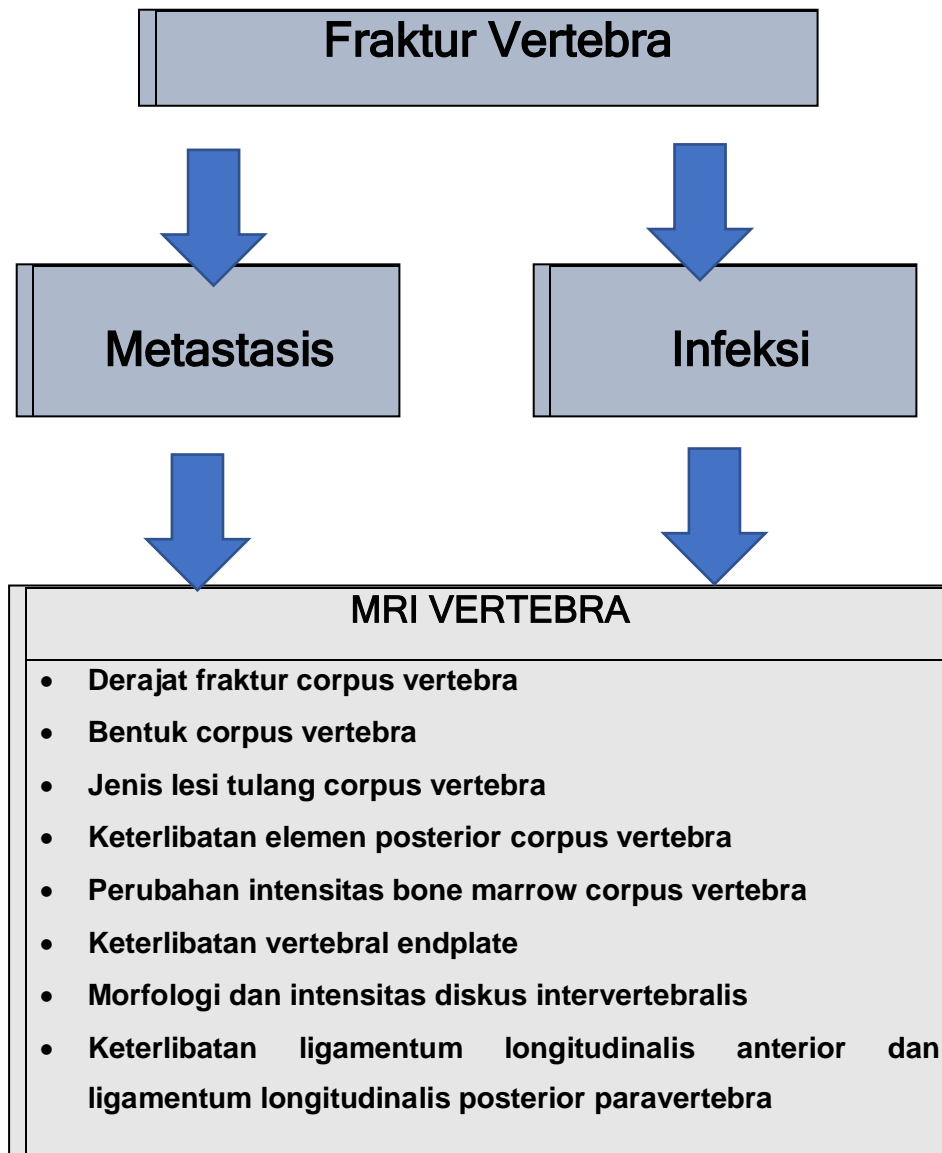 Fraktur Vertebra
Metastasis
Infeksi
MRI VERTEBRA
• Derajat fraktur corpus vertebra
• Bentuk corpus vertebra
• Jenis lesi tulang corpus vertebra
• Keterlibatan elemen posterior corpus vertebra
• Perubahan intensitas bone marrow corpus vertebra
• Keterlibatan vertebral endplate
• Morfologi dan intensitas diskus intervertebralis
• Keterlibatan ligamentum longitudinalis anterior dan
ligamentum longitudinalis posterior paravertebra